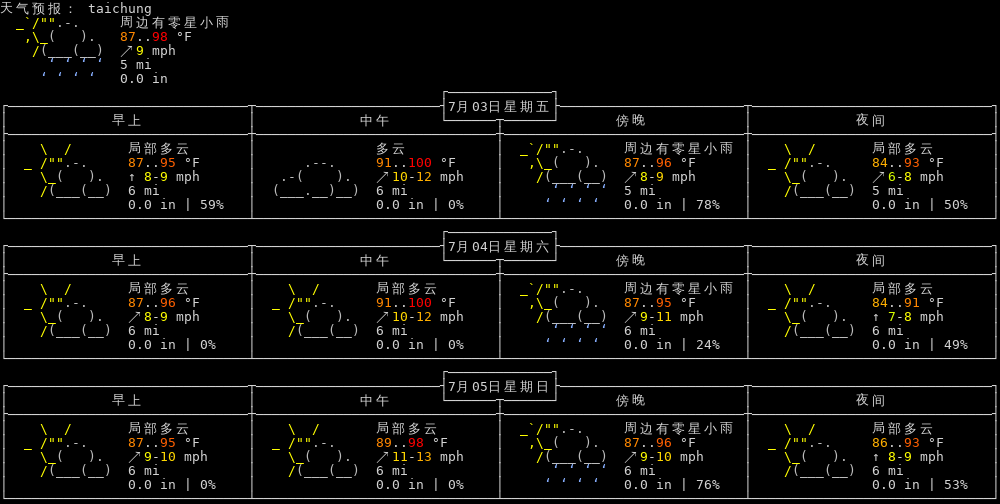 天气预报： taichung
周边有零星小雨
87..98 °F
↗9 mph
5 mi
0.0 in
7月03日星期五
早上 中午 傍晚 夜间
局部多云 多云 周边有零星小雨 局部多云
87..95 °F 91..100 °F 87..96 °F 84..93 °F
↑ 8-9 mph ↗10-12 mph ↗8-9 mph ↗6-8 mph
6 mi 6 mi 5 mi 5 mi
0.0 in | 59% 0.0 in | 0% 0.0 in | 78% 0.0 in | 50%
7月04日星期六
早上 中午 傍晚 夜间
局部多云 局部多云 周边有零星小雨 局部多云
87..96 °F 91..100 °F 87..95 °F 84..91 °F
↗8-9 mph ↗10-12 mph ↗9-11 mph ↑ 7-8 mph
6 mi 6 mi 6 mi 6 mi
0.0 in | 0% 0.0 in | 0% 0.0 in | 24% 0.0 in | 49%
7月05日星期日
早上 中午 傍晚 夜间
局部多云 局部多云 周边有零星小雨 局部多云
87..95 °F 89..98 °F 87..96 °F 86..93 °F
↗9-10 mph ↗11-13 mph ↗9-10 mph ↑ 8-9 mph
6 mi 6 mi 6 mi 6 mi
0.0 in | 0% 0.0 in | 0% 0.0 in | 76% 0.0 in | 53%